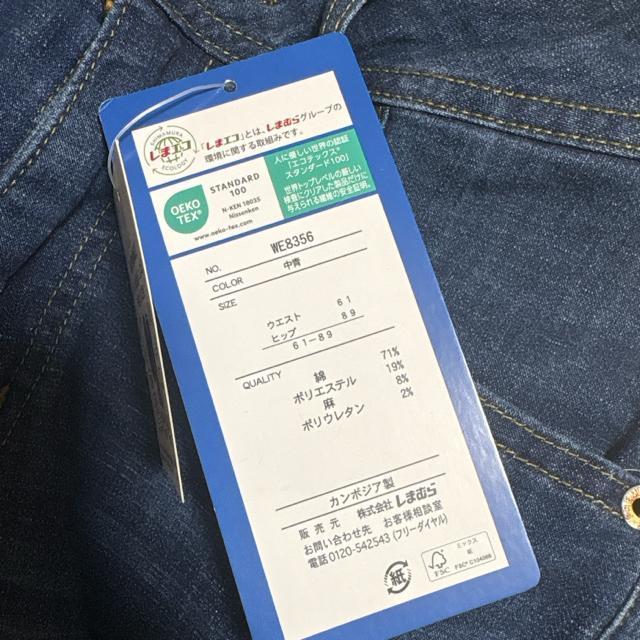 SHIMAMURA
しまエコ
ECOLOGY
「しまエコ」とは、しまむらグループの
環境に関する取組みです。
OEKO
TEX®
STANDARD
100
N-KEN 18035
Nissenken
www.oeko-tex.com
人に優しい世界の認証
「エコテックス®
スタンダード100」
世界トップレベルの厳しい
検査にクリアした製品だけに
与えられる繊維の安全証明。
NO. WE8356
COLOR 中青
SIZE
ウエスト 61
ヒップ 89
61-89
QUALITY 綿 71%
ポリエステル 19%
麻 8%
ポリウレタン 2%
カンボジア製
販売元 株式会社 しまむら
お問い合わせ先 お客様相談室
電話 0120-542543 (フリーダイヤル)
紙
FSC
ミックス
紙
FSC® C104388